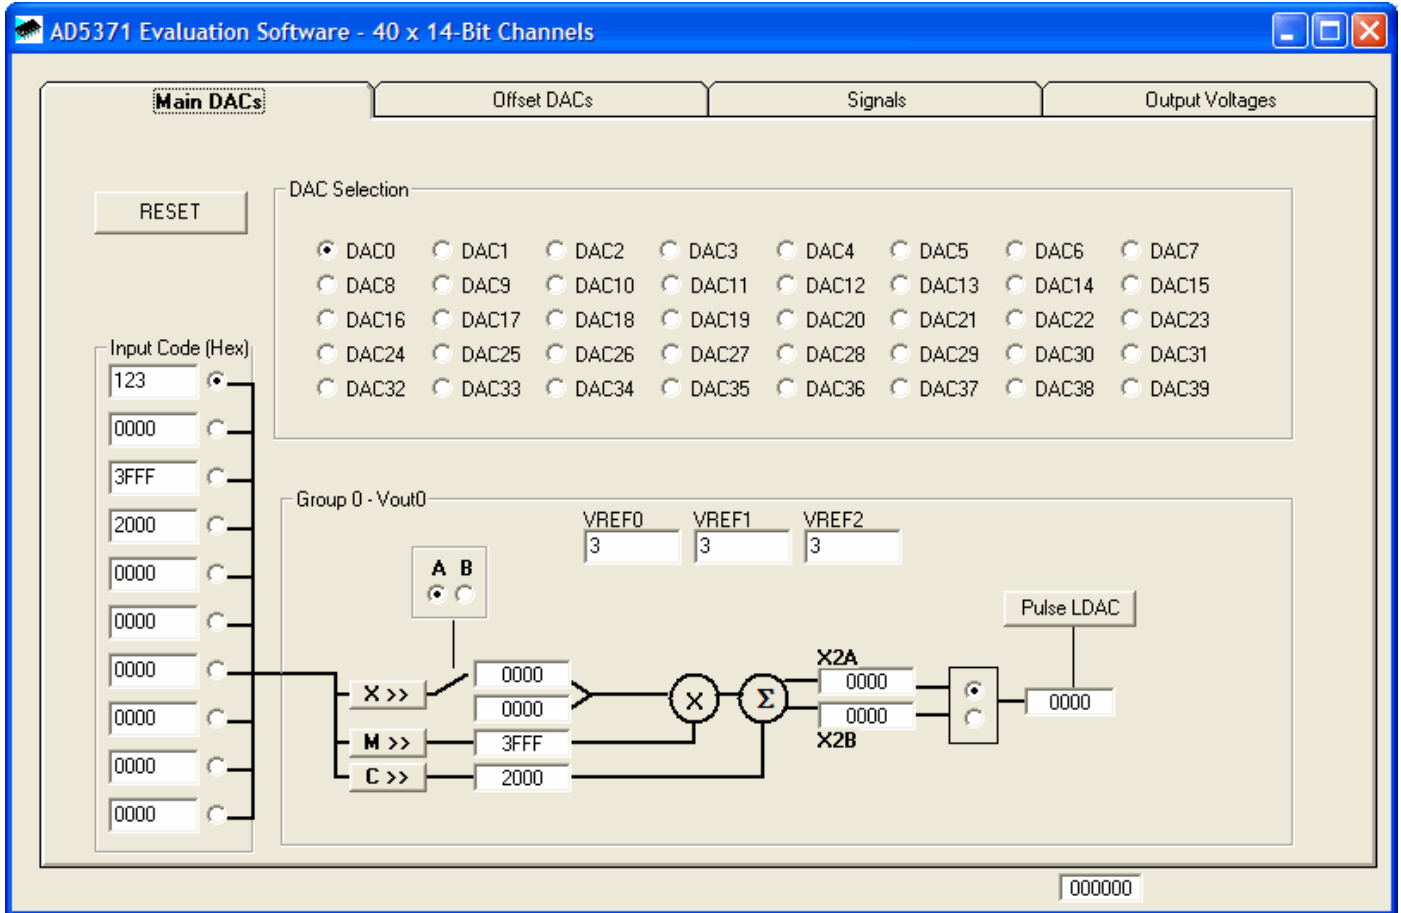 AD5371 Evaluation Software - 40 x 14-Bit Channels
Main DACs Offset DACs Signals Output Voltages
RESET
DAC Selection
DAC0 DAC1 DAC2 DAC3 DAC4 DAC5 DAC6 DAC7
DAC8 DAC9 DAC10 DAC11 DAC12 DAC13 DAC14 DAC15
DAC16 DAC17 DAC18 DAC19 DAC20 DAC21 DAC22 DAC23
DAC24 DAC25 DAC26 DAC27 DAC28 DAC29 DAC30 DAC31
DAC32 DAC33 DAC34 DAC35 DAC36 DAC37 DAC38 DAC39
Input Code (Hex)
123
0000
3FFF
2000
0000
0000
0000
0000
0000
0000
Group 0 - Vout0
VREF0 VREF1 VREF2
3 3 3
A B
Pulse LDAC
X >> 0000
0000
M >> 3FFF
C >> 2000
X Σ
X2A
0000
0000
X2B
0000
000000